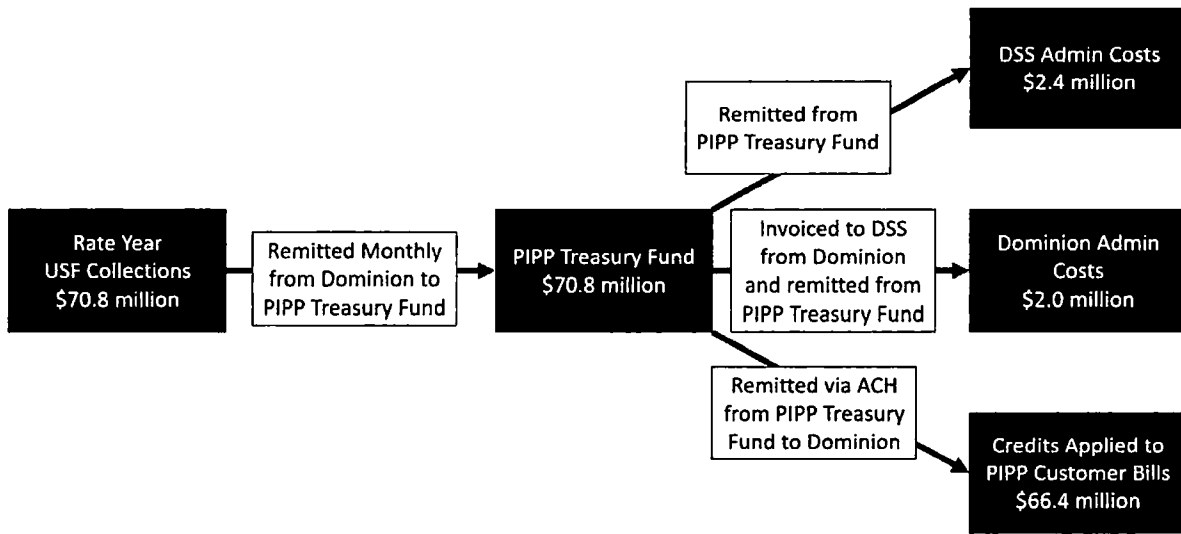 Rate Year
USF Collections
$70.8 million
Remitted Monthly
from Dominion to
PIPP Treasury Fund
PIPP Treasury Fund
$70.8 million
Remitted from
PIPP Treasury Fund
DSS Admin Costs
$2.4 million
Invoiced to DSS
from Dominion
and remitted from
PIPP Treasury Fund
Dominion Admin
Costs
$2.0 million
Remitted via ACH
from PIPP Treasury
Fund to Dominion
Credits Applied to
PIPP Customer Bills
$66.4 million